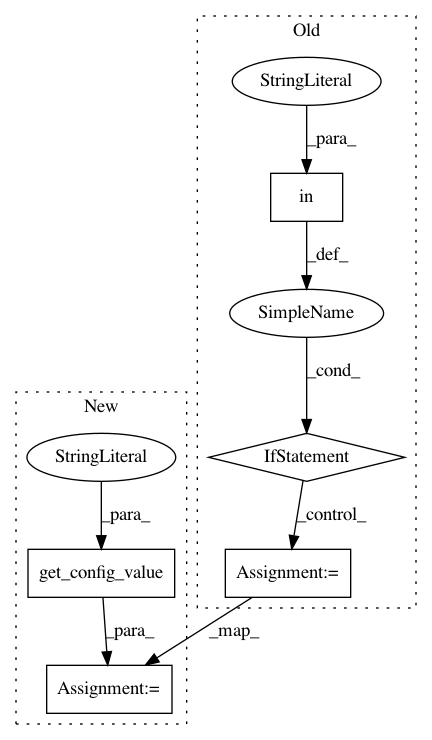 Old
StringLiteral
_para_
in
_def_
SimpleName
_cond_
New
StringLiteral
IfStatement
_para_
_control_
get_config_value
Assignment:=
_para_
_map_
Assignment:=